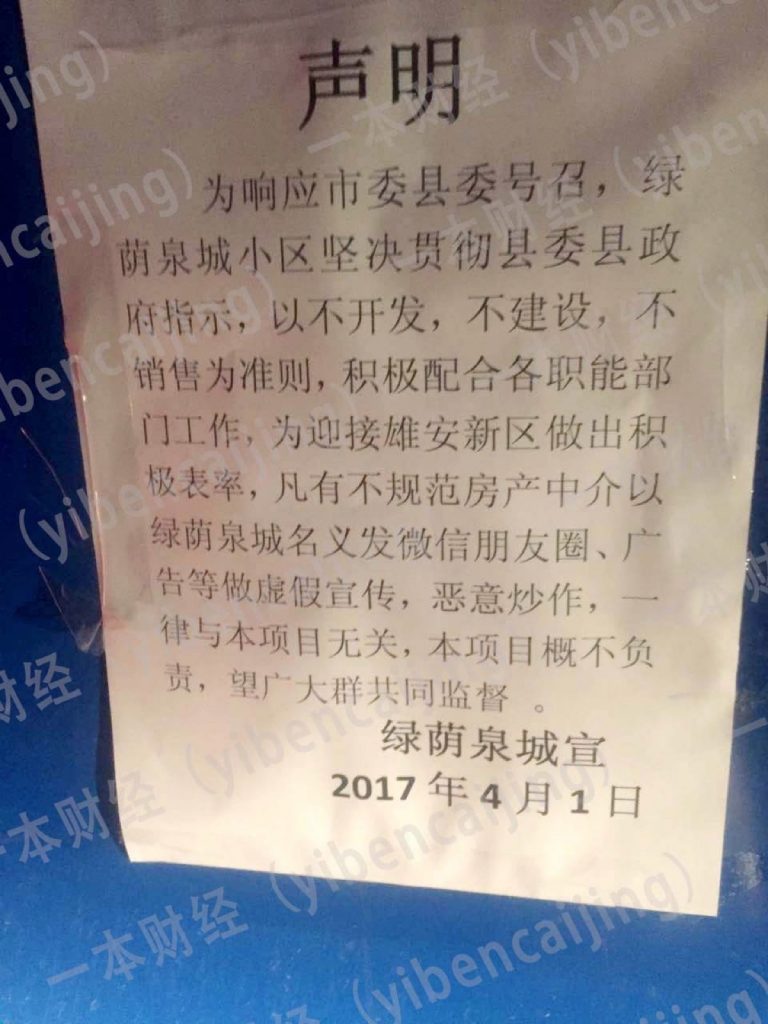 声明
为响应市委县委号召，绿
荫泉城小区坚决贯彻县委县政
府指示，以不开发，不建设，不
销售为准则，积极配合各职能部
门工作，为迎接雄安新区做出积
极表率，凡有不规范房产中介以
绿荫泉城名义发微信朋友圈、广
告等做虚假宣传，恶意炒作，一
律与本项目无关，本项目概不负
责，望广大群共同监督 。
绿荫泉城宣
2017 年 4 月 1 日
一本财经（yibencaijing）